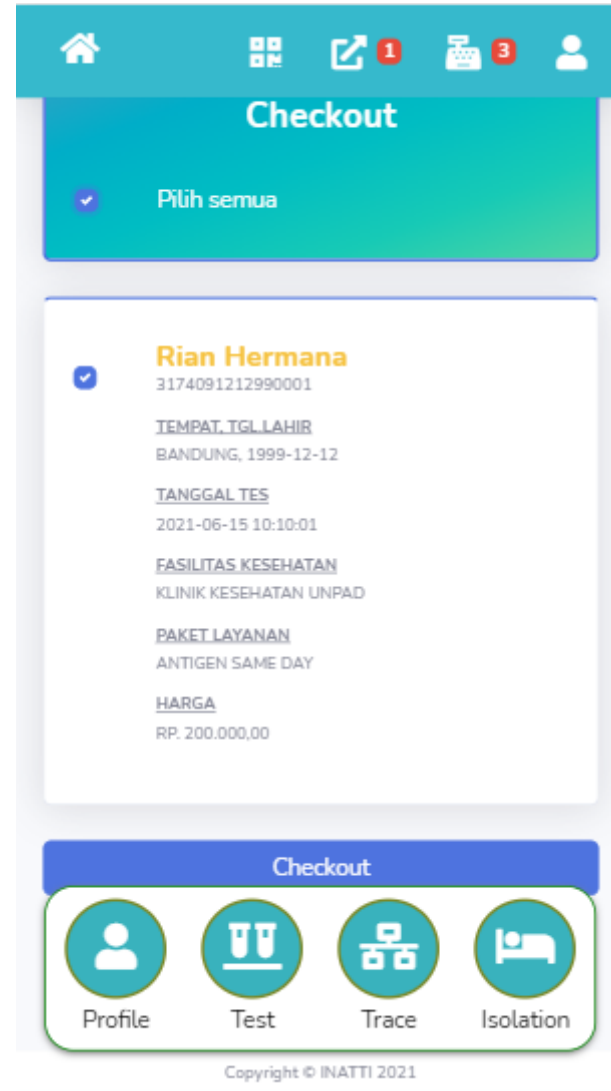 1
3
Checkout
Pilih semua
Rian Hermana
3174091212990001
TEMPAT, TGL.LAHIR
BANDUNG, 1999-12-12
TANGGAL TES
2021-06-15 10:10:01
FASILITAS KESEHATAN
KLINIK KESEHATAN UNPAD
PAKET LAYANAN
ANTIGEN SAME DAY
HARGA
RP. 200.000,00
Checkout
Profile Test Trace Isolation
Copyright © INATTI 2021